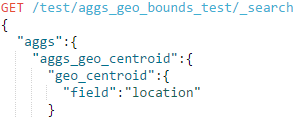 GET /test/aggs_geo_bounds_test/_search
{
  "aggs":{
    "aggs_geo_centroid":{
      "geo_centroid":{
        "field":"location"
      }